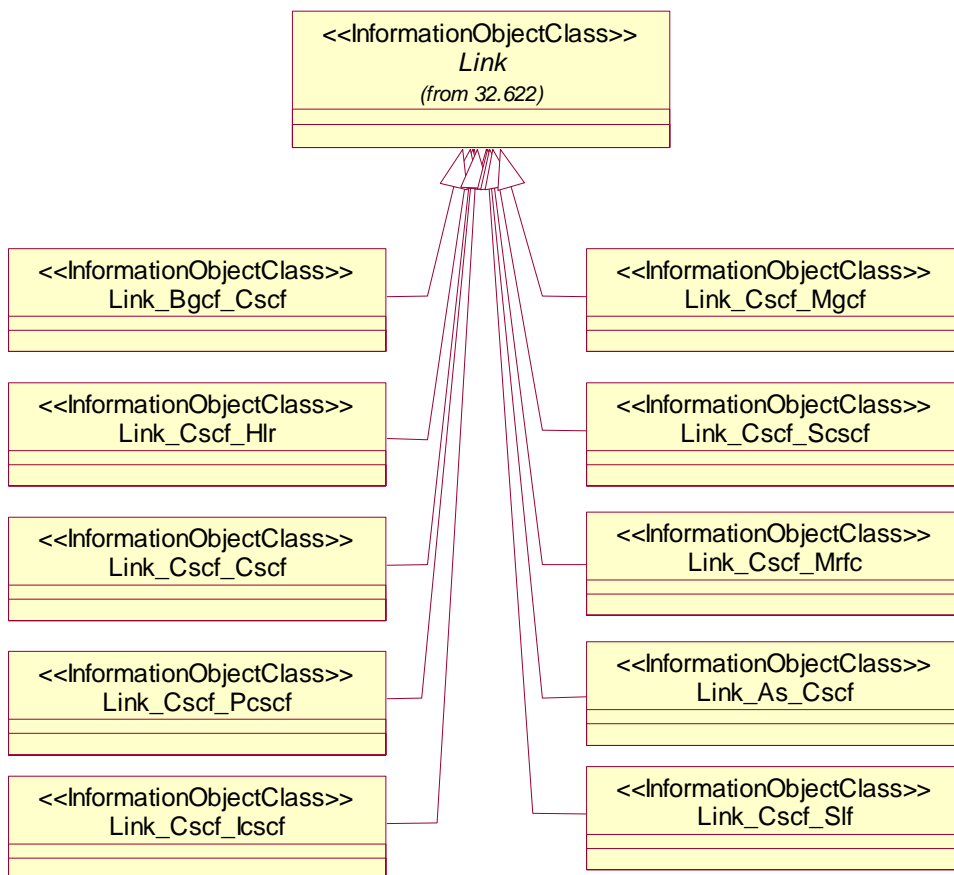 <<InformationObjectClass>>
Link
(from 32.622)
<<InformationObjectClass>>
Link_Bgcf_Cscf
<<InformationObjectClass>>
Link_Cscf_Mgcf
<<InformationObjectClass>>
Link_Cscf_Hlr
<<InformationObjectClass>>
Link_Cscf_Scscf
<<InformationObjectClass>>
Link_Cscf_Cscf
<<InformationObjectClass>>
Link_Cscf_Mrfc
<<InformationObjectClass>>
Link_Cscf_Pcscf
<<InformationObjectClass>>
Link_As_Cscf
<<InformationObjectClass>>
Link_Cscf_Icscf
<<InformationObjectClass>>
Link_Cscf_Slf